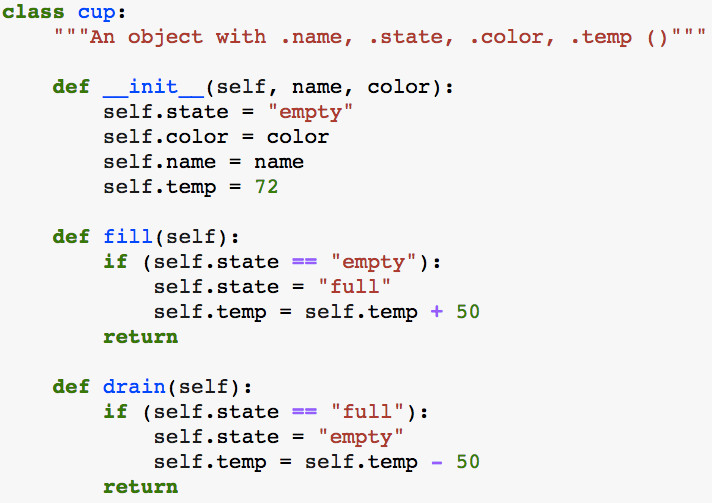 class cup:
    """An object with .name, .state, .color, .temp ()"""

    def __init__(self, name, color):
        self.state = "empty"
        self.color = color
        self.name = name
        self.temp = 72

    def fill(self):
        if (self.state == "empty"):
            self.state = "full"
            self.temp = self.temp + 50
        return

    def drain(self):
        if (self.state == "full"):
            self.state = "empty"
            self.temp = self.temp - 50
        return